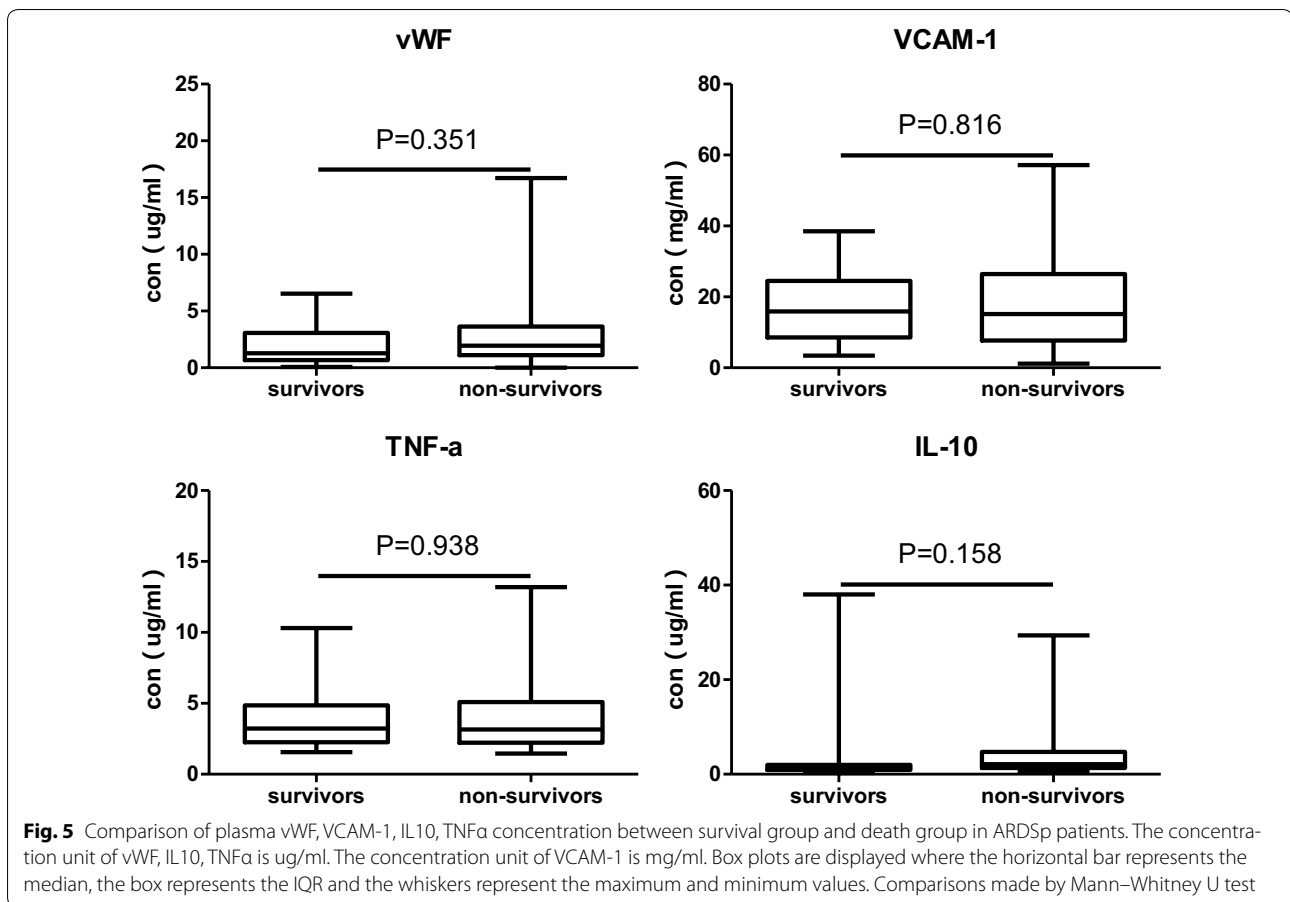 vWF
25
20
15
10
5
0
con ( ug/ml )
P=0.351
survivors
non-survivors
VCAM-1
80
60
40
20
0
con ( mg/ml )
P=0.816
survivors
non-survivors
TNF-a
20
15
10
5
0
con ( ug/ml )
P=0.938
survivors
non-survivors
IL-10
60
40
20
0
con ( ug/ml )
P=0.158
survivors
non-survivors
Fig. 5 Comparison of plasma vWF, VCAM-1, IL10, TNFα concentration between survival group and death group in ARDSp patients. The concentra-
tion unit of vWF, IL10, TNFα is ug/ml. The concentration unit of VCAM-1 is mg/ml. Box plots are displayed where the horizontal bar represents the
median, the box represents the IQR and the whiskers represent the maximum and minimum values. Comparisons made by Mann–Whitney U test